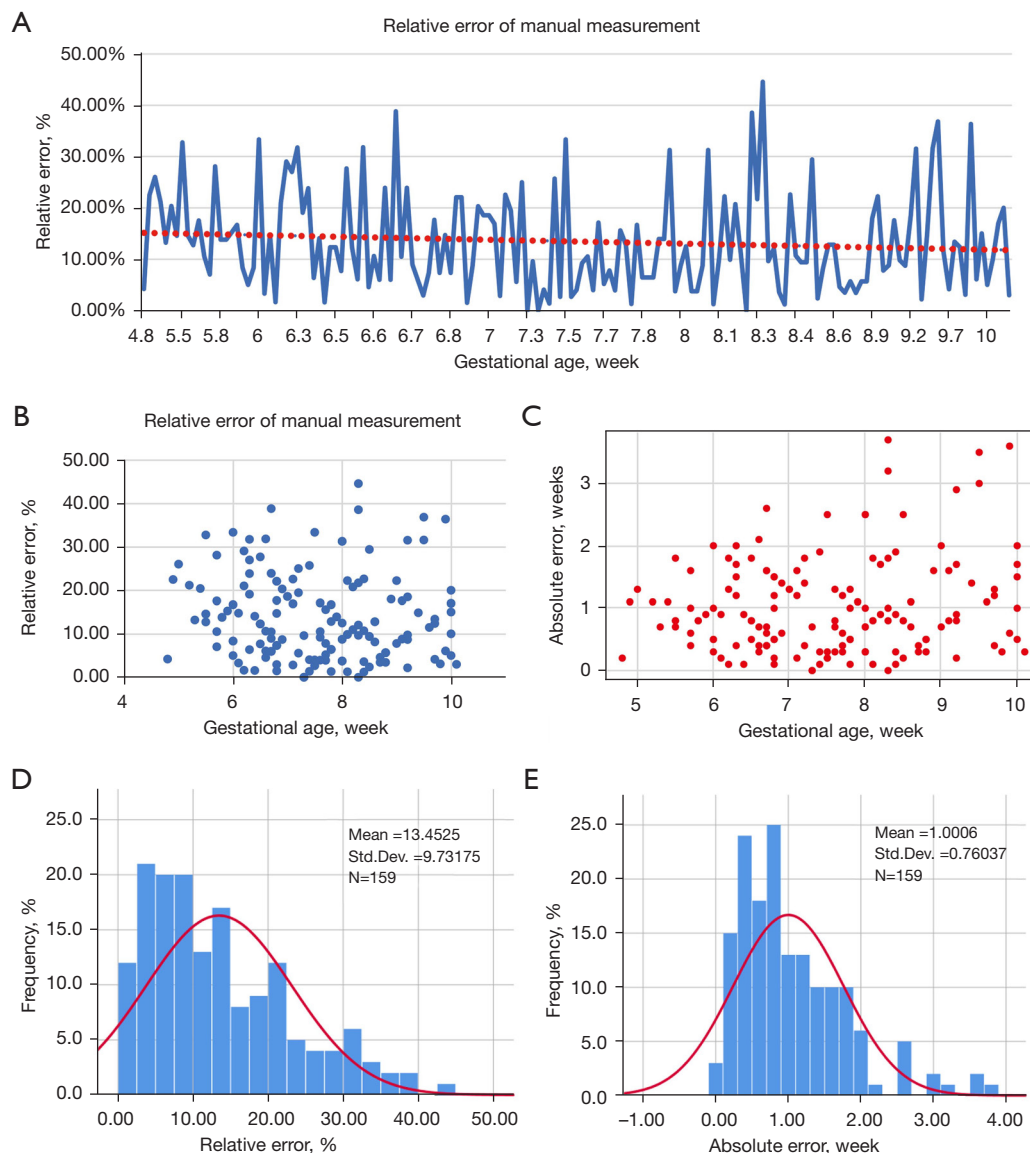 A
Relative error of manual measurement
50.00%
40.00%
30.00%
20.00%
10.00%
0.00%
Relative error, %
4.8 5.5 5.8 6 6.3 6.5 6.6 6.7 6.8 7 7.3 7.5 7.7 7.8 8 8.1 8.3 8.4 8.6 8.9 9.2 9.7 10
Gestational age, week
B
Relative error of manual measurement
50.00
40.00
30.00
20.00
10.00
0.00
Relative error, %
4 6 8 10
Gestational age, week
C
3
2
1
0
Absolute error, weeks
5 6 7 8 9 10
Gestational age, week
D
25.0
20.0
15.0
10.0
5.0
0.0
Frequency, %
Mean =13.4525
Std.Dev. =9.73175
N=159
0.00 10.00 20.00 30.00 40.00 50.00
Relative error, %
E
25.0
20.0
15.0
10.0
5.0
0.0
Frequency, %
Mean =1.0006
Std.Dev. =0.76037
N=159
–1.00 0.00 1.00 2.00 3.00 4.00
Absolute error, week